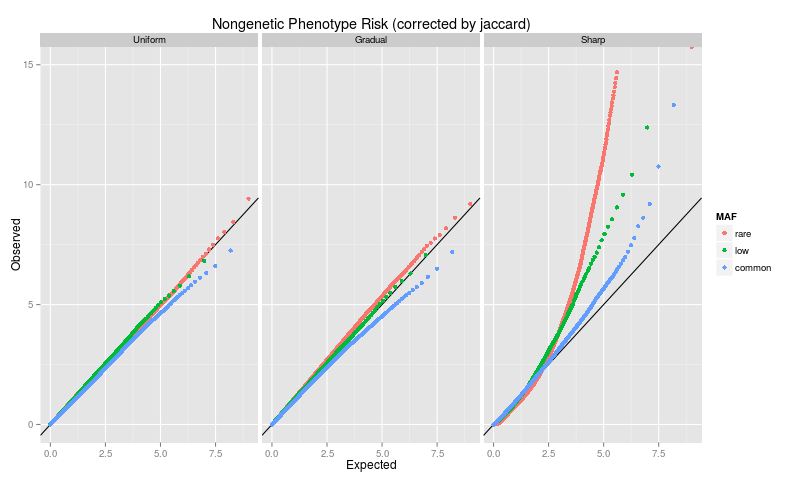 Nongenetic Phenotype Risk (corrected by jaccard)
Uniform Gradual Sharp
15
10
5
0
Observed
0.0 2.5 5.0 7.5 0.0 2.5 5.0 7.5 0.0 2.5 5.0 7.5
Expected
MAF
rare
low
common